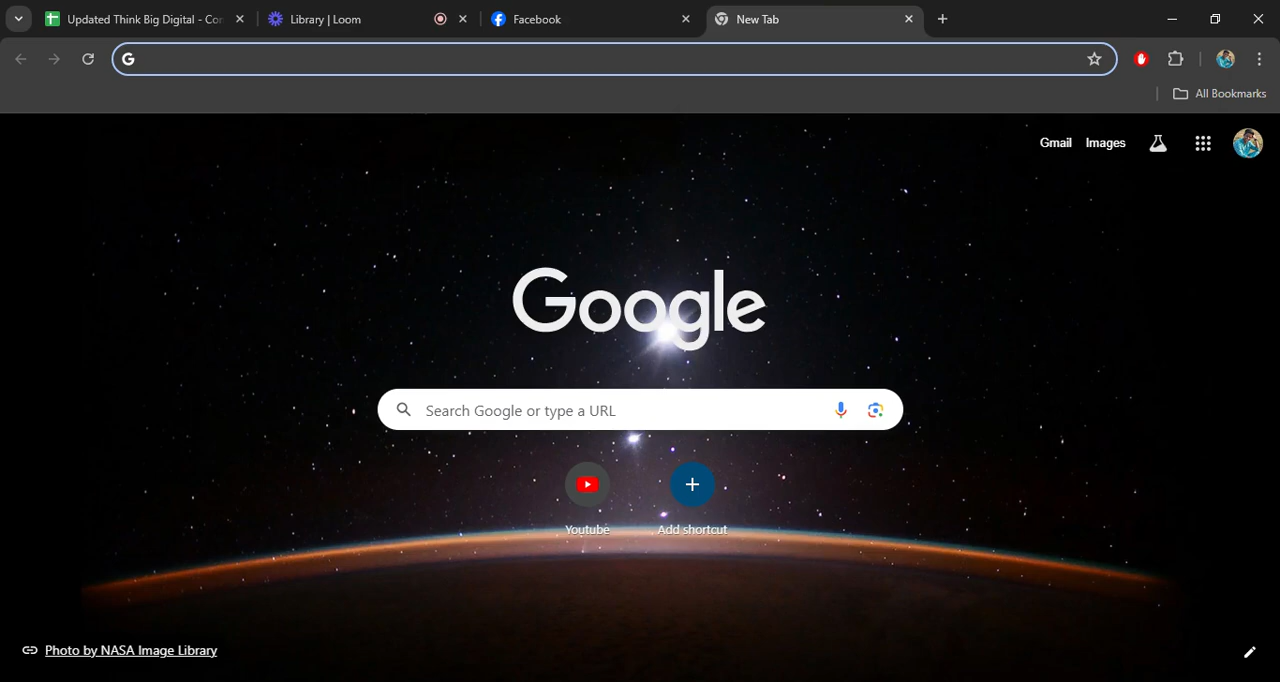 Updated Think Big Digital - Co
Library | Loom
Facebook
New Tab
All Bookmarks
Gmail
Images
Google
Search Google or type a URL
Youtube
Add shortcut
Photo by NASA Image Library